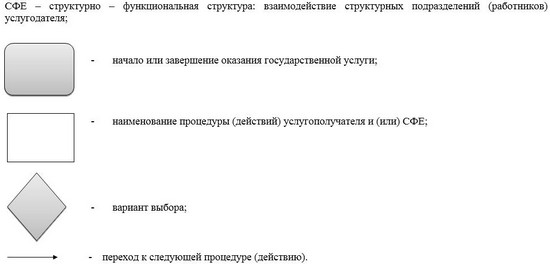 СФЕ – структурно – функциональная структура: взаимодействие структурных подразделений (работников)
услугодателя;
- начало или завершение оказания государственной услуги;
- наименование процедуры (действий) услугополучателя и (или) СФЕ;
- вариант выбора;
- переход к следующей процедуре (действию).